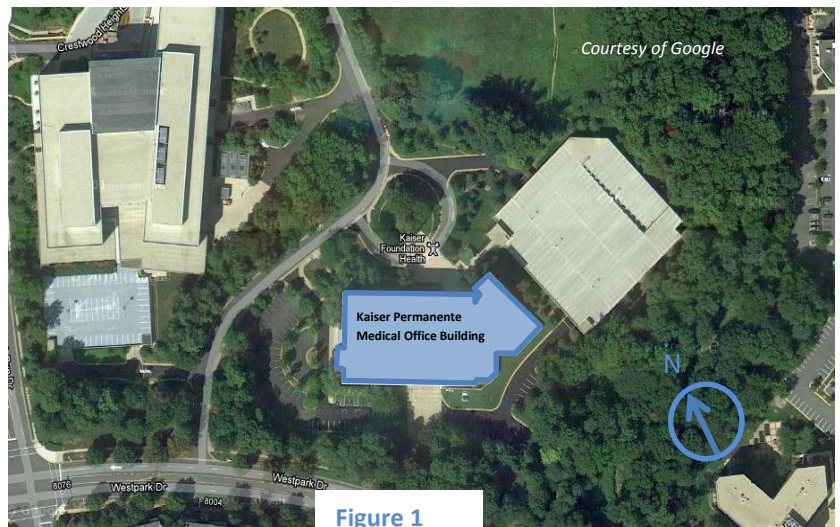 Crestwood Heights
Courtesy of Google
Kaiser
Foundation
Health
Kaiser Permanente
Medical Office Building
N
8076
Westpark Dr
8004
Westpark Dr
Figure 1